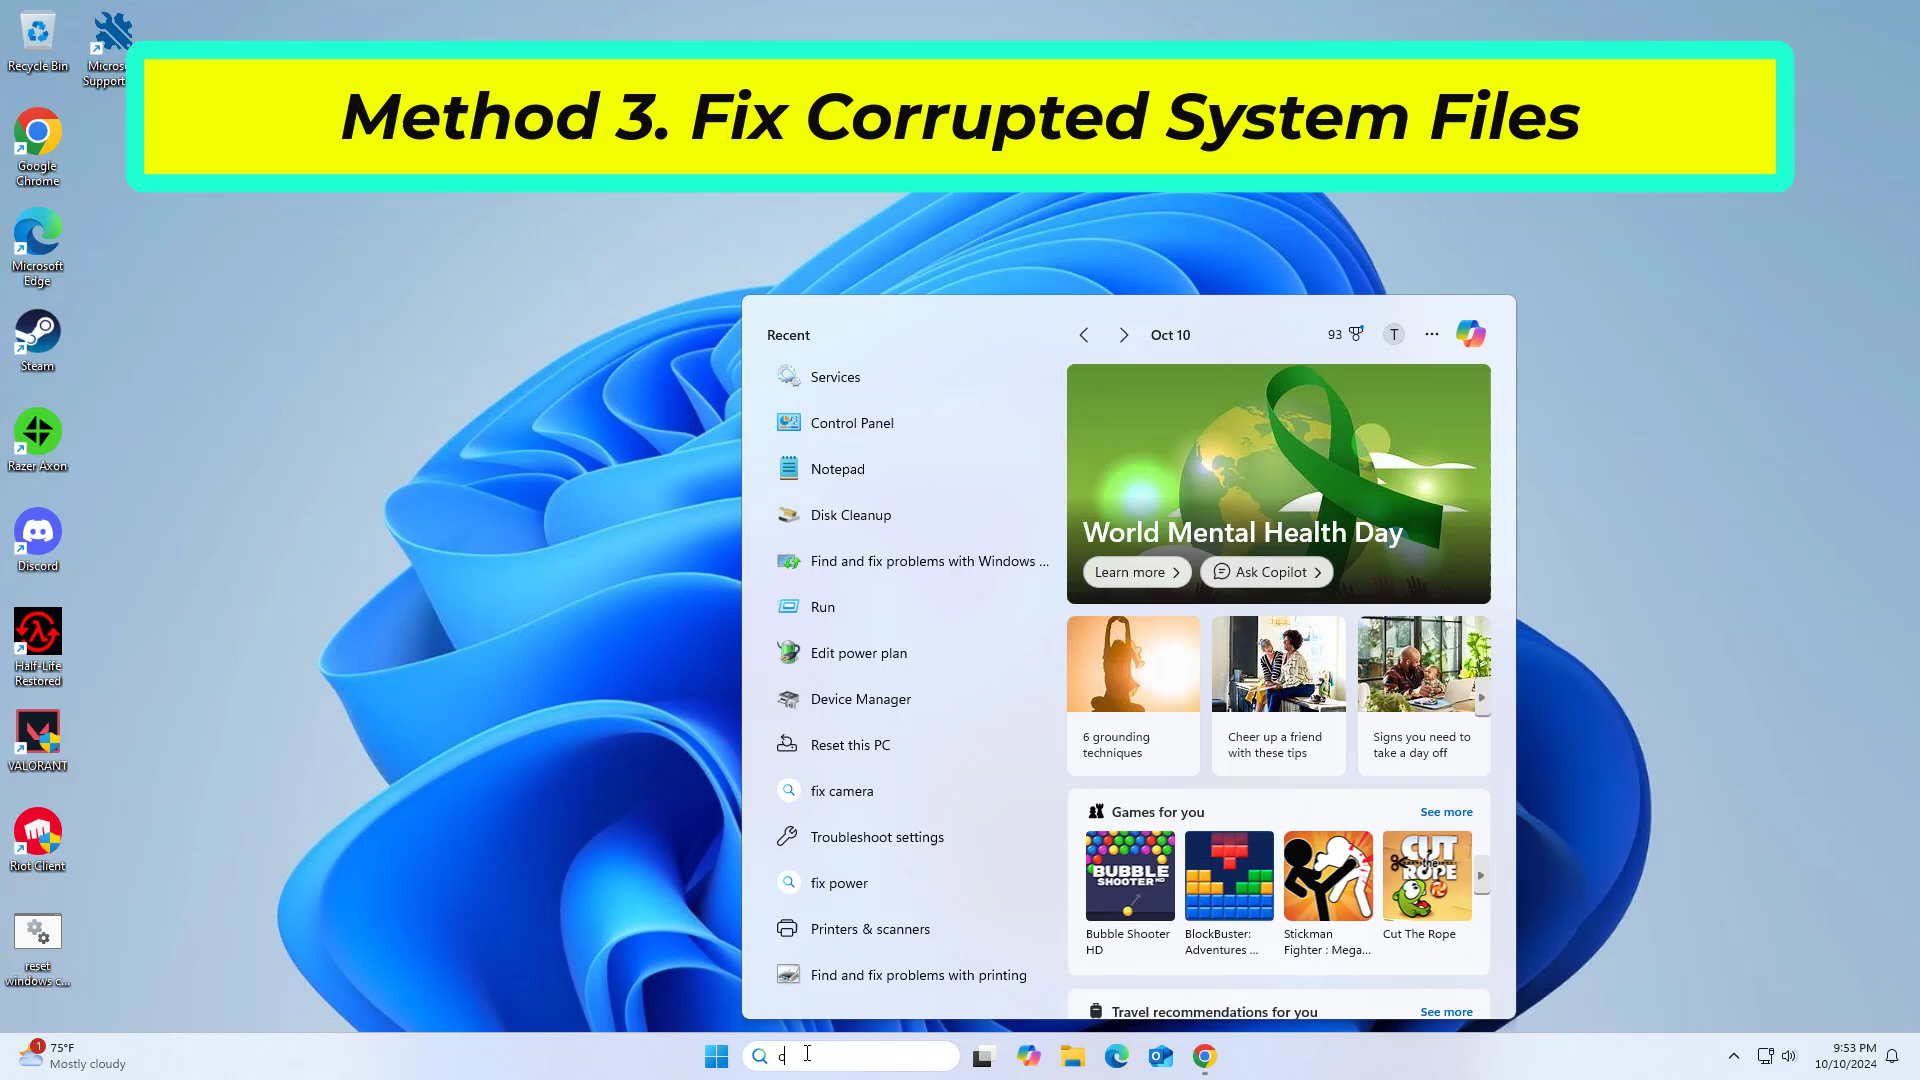 Recycle Bin
Micros
Support
Google
Chrome
Microsoft
Edge
Steam
Razer Axon
Discord
Half-Life
Restored
VALORANT
Riot Client
reset
windows c...
Method 3. Fix Corrupted System Files
Recent
Services
Control Panel
Notepad
Disk Cleanup
Find and fix problems with Windows ...
Run
Edit power plan
Device Manager
Reset this PC
fix camera
Troubleshoot settings
fix power
Printers & scanners
Find and fix problems with printing
Oct 10
93
T
World Mental Health Day
Learn more
Ask Copilot
6 grounding
techniques
Cheer up a friend
with these tips
Signs you need to
take a day off
Games for you
See more
BUBBLE
SHOOTER HD
CUT
the
ROPE
Bubble Shooter
HD
BlockBuster:
Adventures ...
Stickman
Fighter : Mega...
Cut The Rope
Travel recommendations for you
See more
1
75°F
Mostly cloudy
c
9:53 PM
10/10/2024